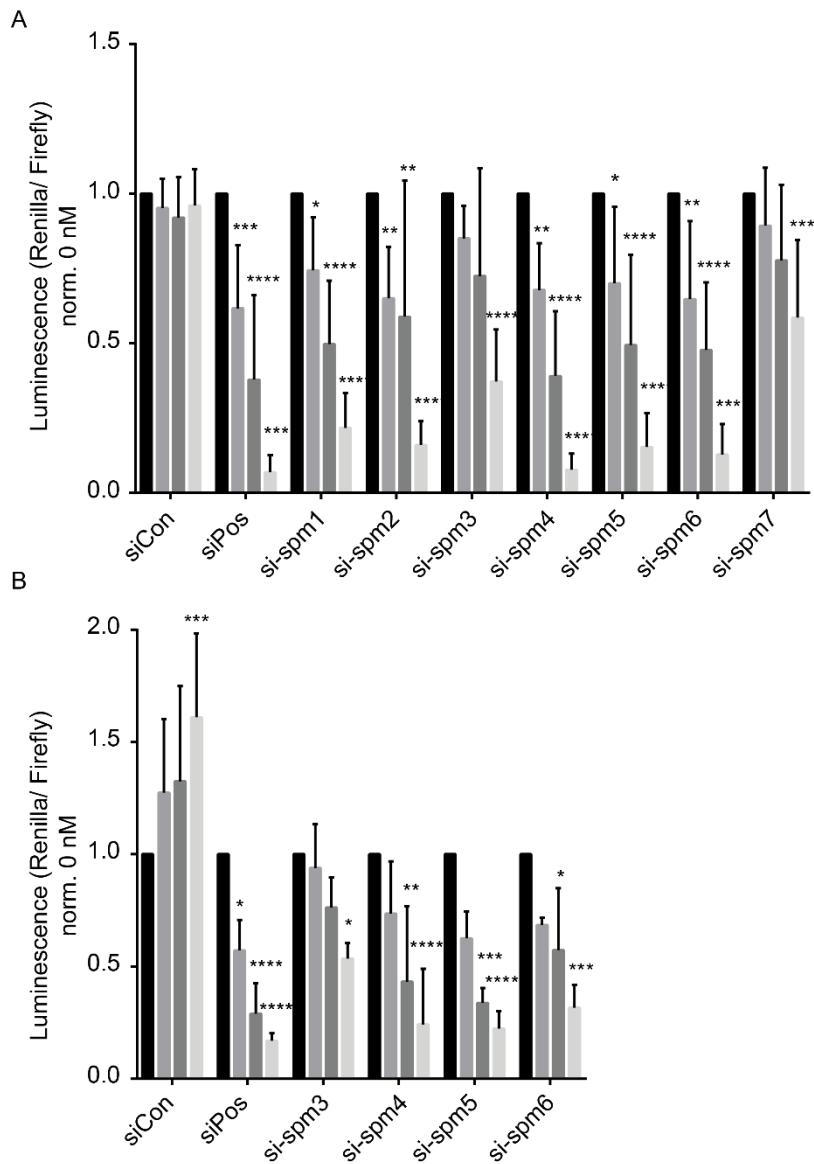 A
1.5
1.0
0.5
0.0
Luminescence (Renilla/ Firefly)
norm. 0 nM
*** **** ***
* **** ****
** ** ****
****
** **** ****
* **** ****
** **** ***
***
siCon
siPos
si-spm1
si-spm2
si-spm3
si-spm4
si-spm5
si-spm6
si-spm7
B
2.0
1.5
1.0
0.5
0.0
Luminescence (Renilla/ Firefly)
norm. 0 nM
***
* **** ****
*
** ****
*** ****
* ***
siCon
siPos
si-spm3
si-spm4
si-spm5
si-spm6